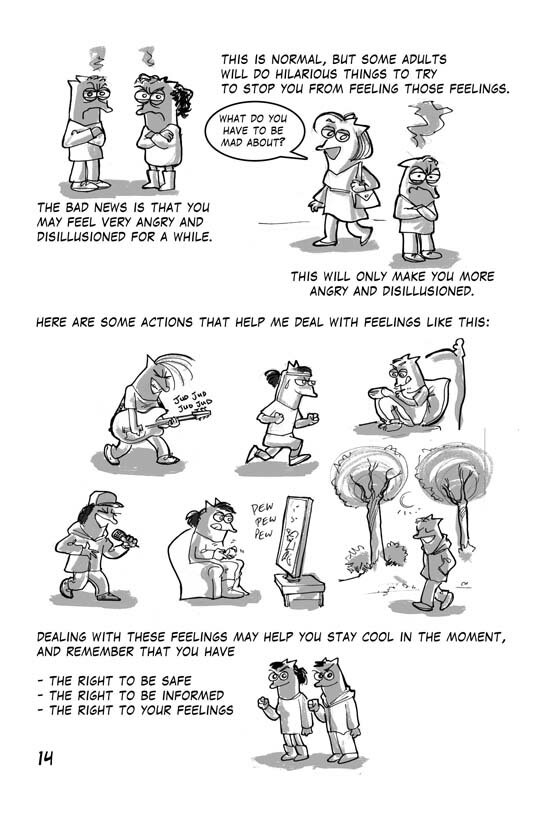 THIS IS NORMAL, BUT SOME ADULTS
WILL DO HILARIOUS THINGS TO TRY
TO STOP YOU FROM FEELING THOSE FEELINGS.
WHAT DO YOU
HAVE TO BE
MAD ABOUT?
THE BAD NEWS IS THAT YOU
MAY FEEL VERY ANGRY AND
DISILLUSIONED FOR A WHILE.
THIS WILL ONLY MAKE YOU MORE
ANGRY AND DISILLUSIONED.
HERE ARE SOME ACTIONS THAT HELP ME DEAL WITH FEELINGS LIKE THIS:
JUD JUD
JUD JUD
PEW
PEW
PEW
DEALING WITH THESE FEELINGS MAY HELP YOU STAY COOL IN THE MOMENT,
AND REMEMBER THAT YOU HAVE
- THE RIGHT TO BE SAFE
- THE RIGHT TO BE INFORMED
- THE RIGHT TO YOUR FEELINGS
14